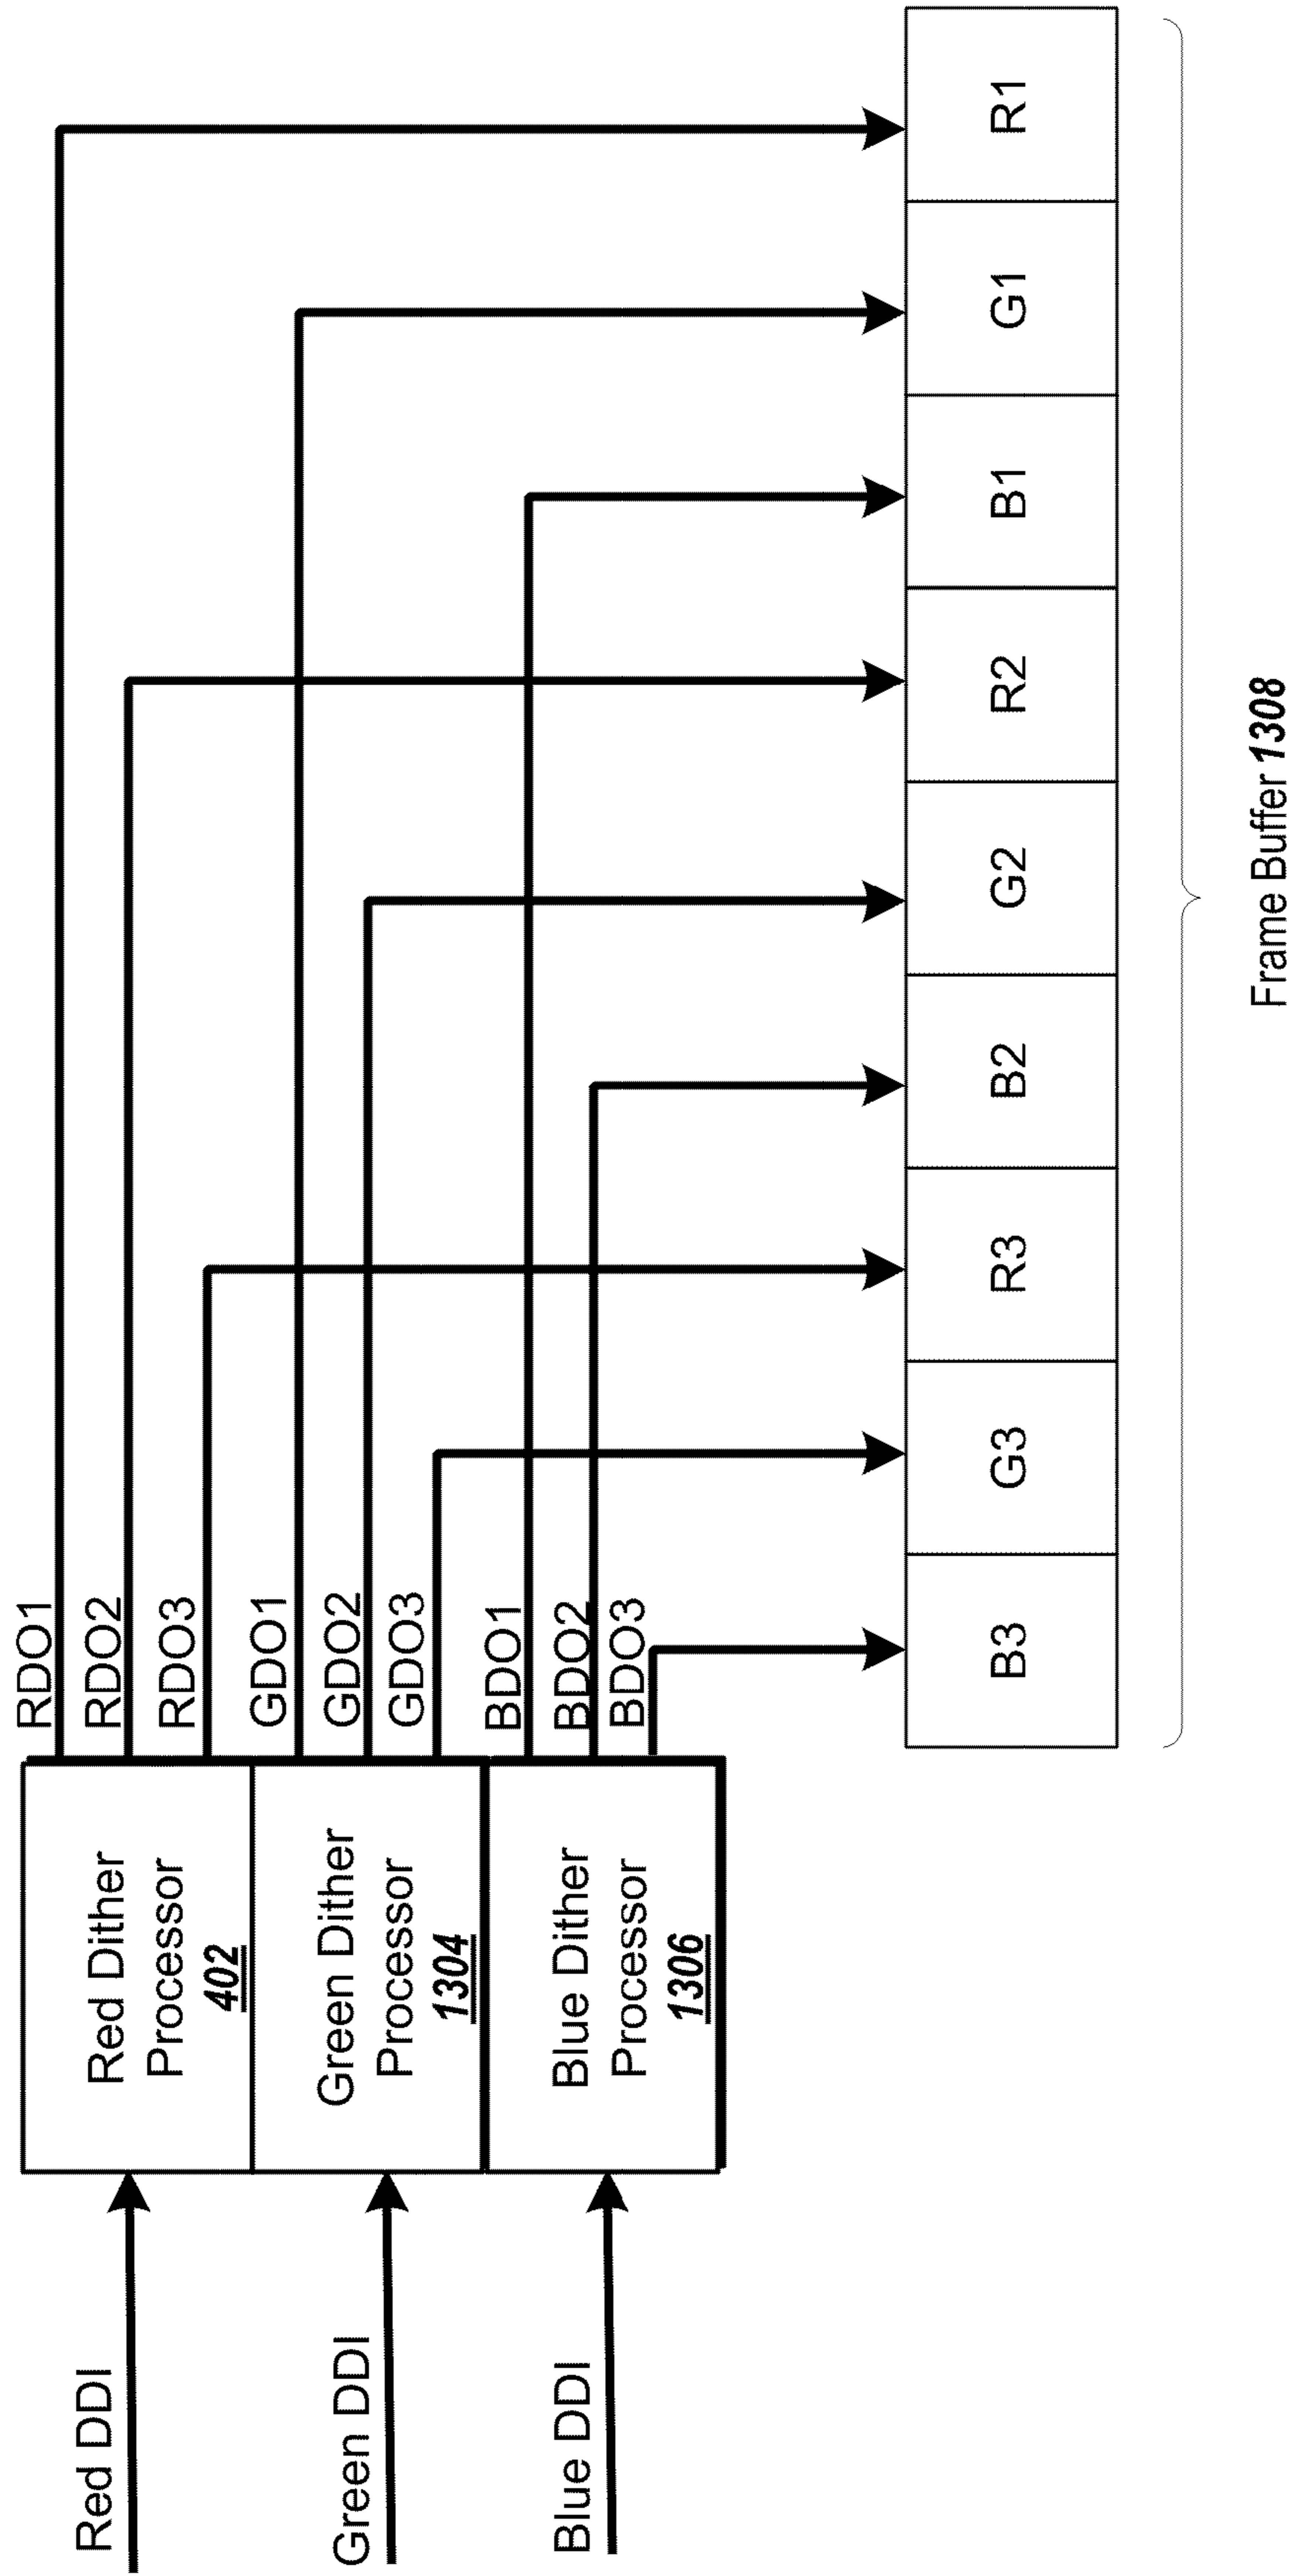 Red DDI
Green DDI
Blue DDI
Red Dither
Processor
402
Green Dither
Processor
1304
Blue Dither
Processor
1306
RDO1
RDO2
RDO3
GDO1
GDO2
GDO3
BDO1
BDO2
BDO3
B3
G3
R3
B2
G2
R2
B1
G1
R1
Frame Buffer 1308